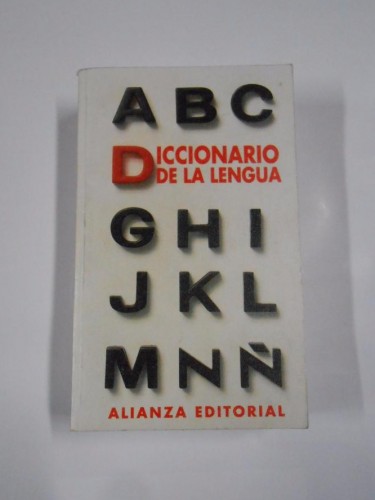 ABC
DICCIONARIO
DE LA LENGUA
GHI
JKL
MNÑ
ALIANZA EDITORIAL